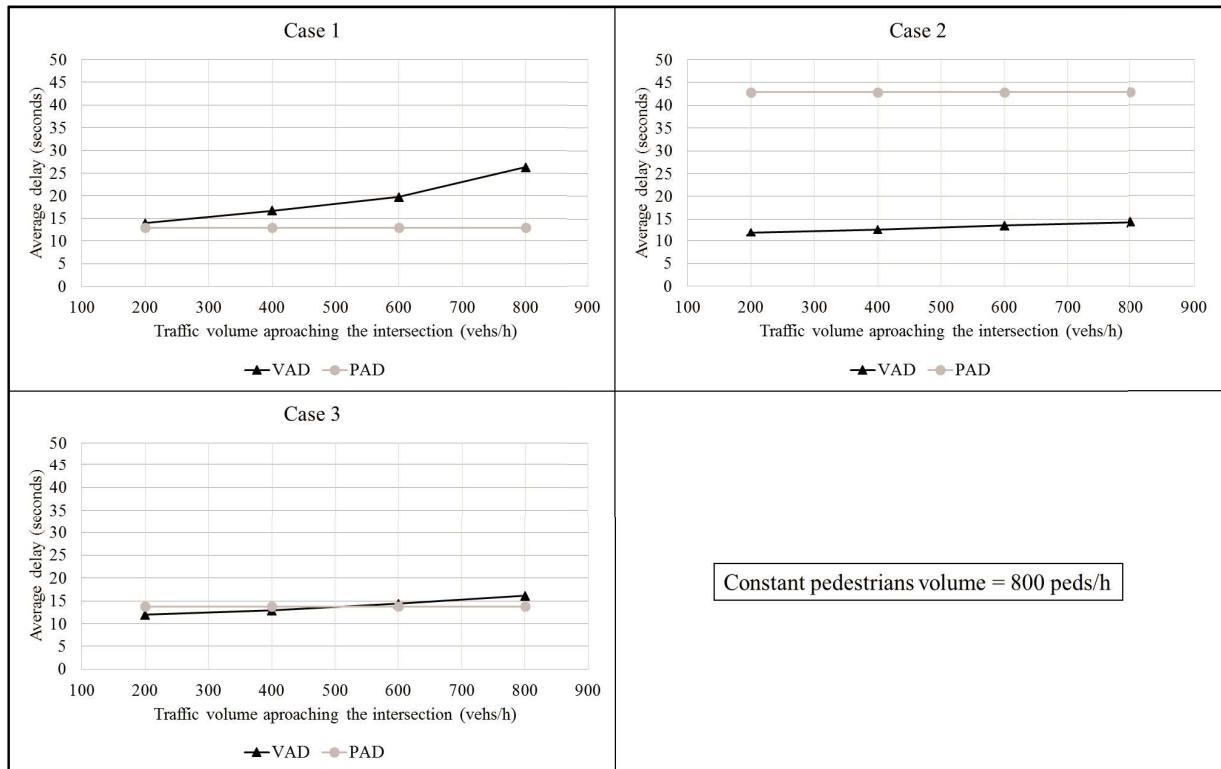 Case 1
Average delay (seconds)
50
45
40
35
30
25
20
15
10
5
0
100 200 300 400 500 600 700 800 900
Traffic volume aproaching the intersection (vehs/h)
VAD PAD
Case 2
Average delay (seconds)
50
45
40
35
30
25
20
15
10
5
0
100 200 300 400 500 600 700 800 900
Traffic volume aproaching the intersection (vehs/h)
VAD PAD
Case 3
Average delay (seconds)
50
45
40
35
30
25
20
15
10
5
0
100 200 300 400 500 600 700 800 900
Traffic volume aproaching the intersection (vehs/h)
VAD PAD
Constant pedestrians volume = 800 peds/h